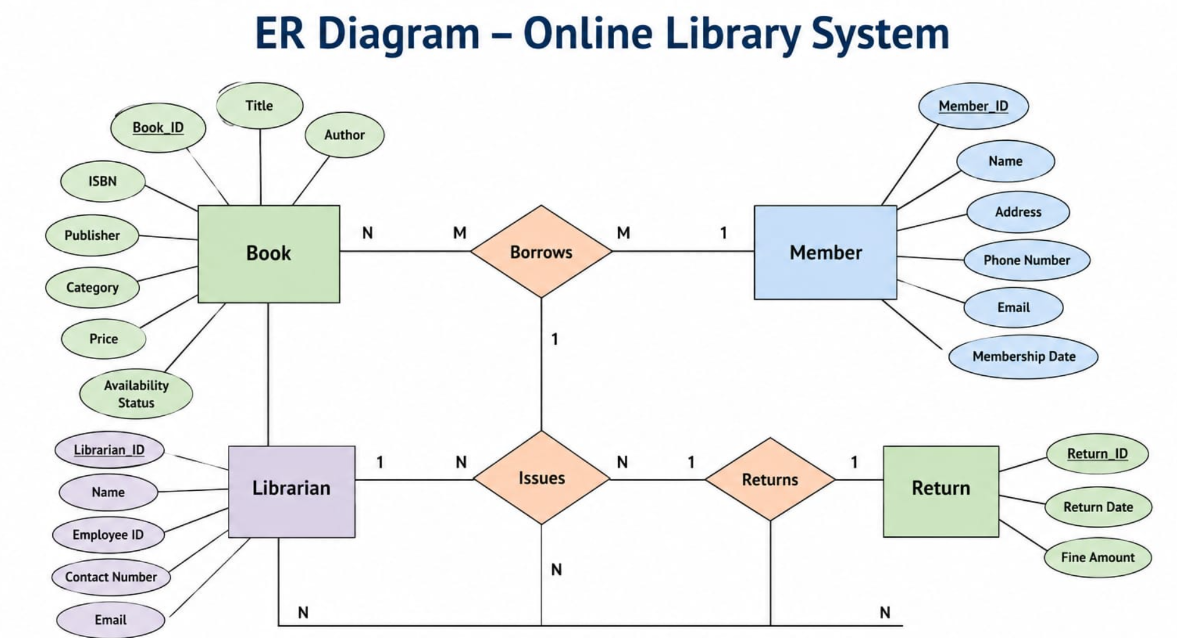 ER Diagram – Online Library System
Title
Book_ID
Author
ISBN
Publisher
Category
Price
Availability
Status
Book
N
M
Borrows
M
1
Member
Member_ID
Name
Address
Phone Number
Email
Membership Date
1
Librarian_ID
Name
Employee ID
Contact Number
Email
Librarian
1
N
Issues
N
1
Returns
1
Return
Return_ID
Return Date
Fine Amount
N
N
N